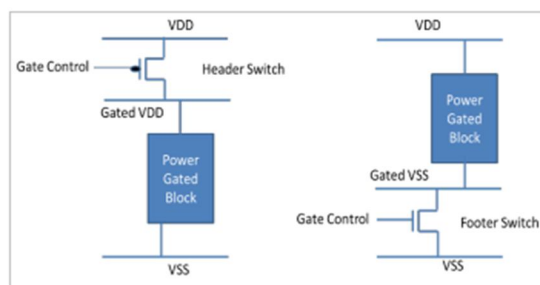 VDD
Gate Control
Header Switch
Gated VDD
Power
Gated
Block
VSS
VDD
Power
Gated
Block
Gated VSS
Gate Control
Footer Switch
VSS